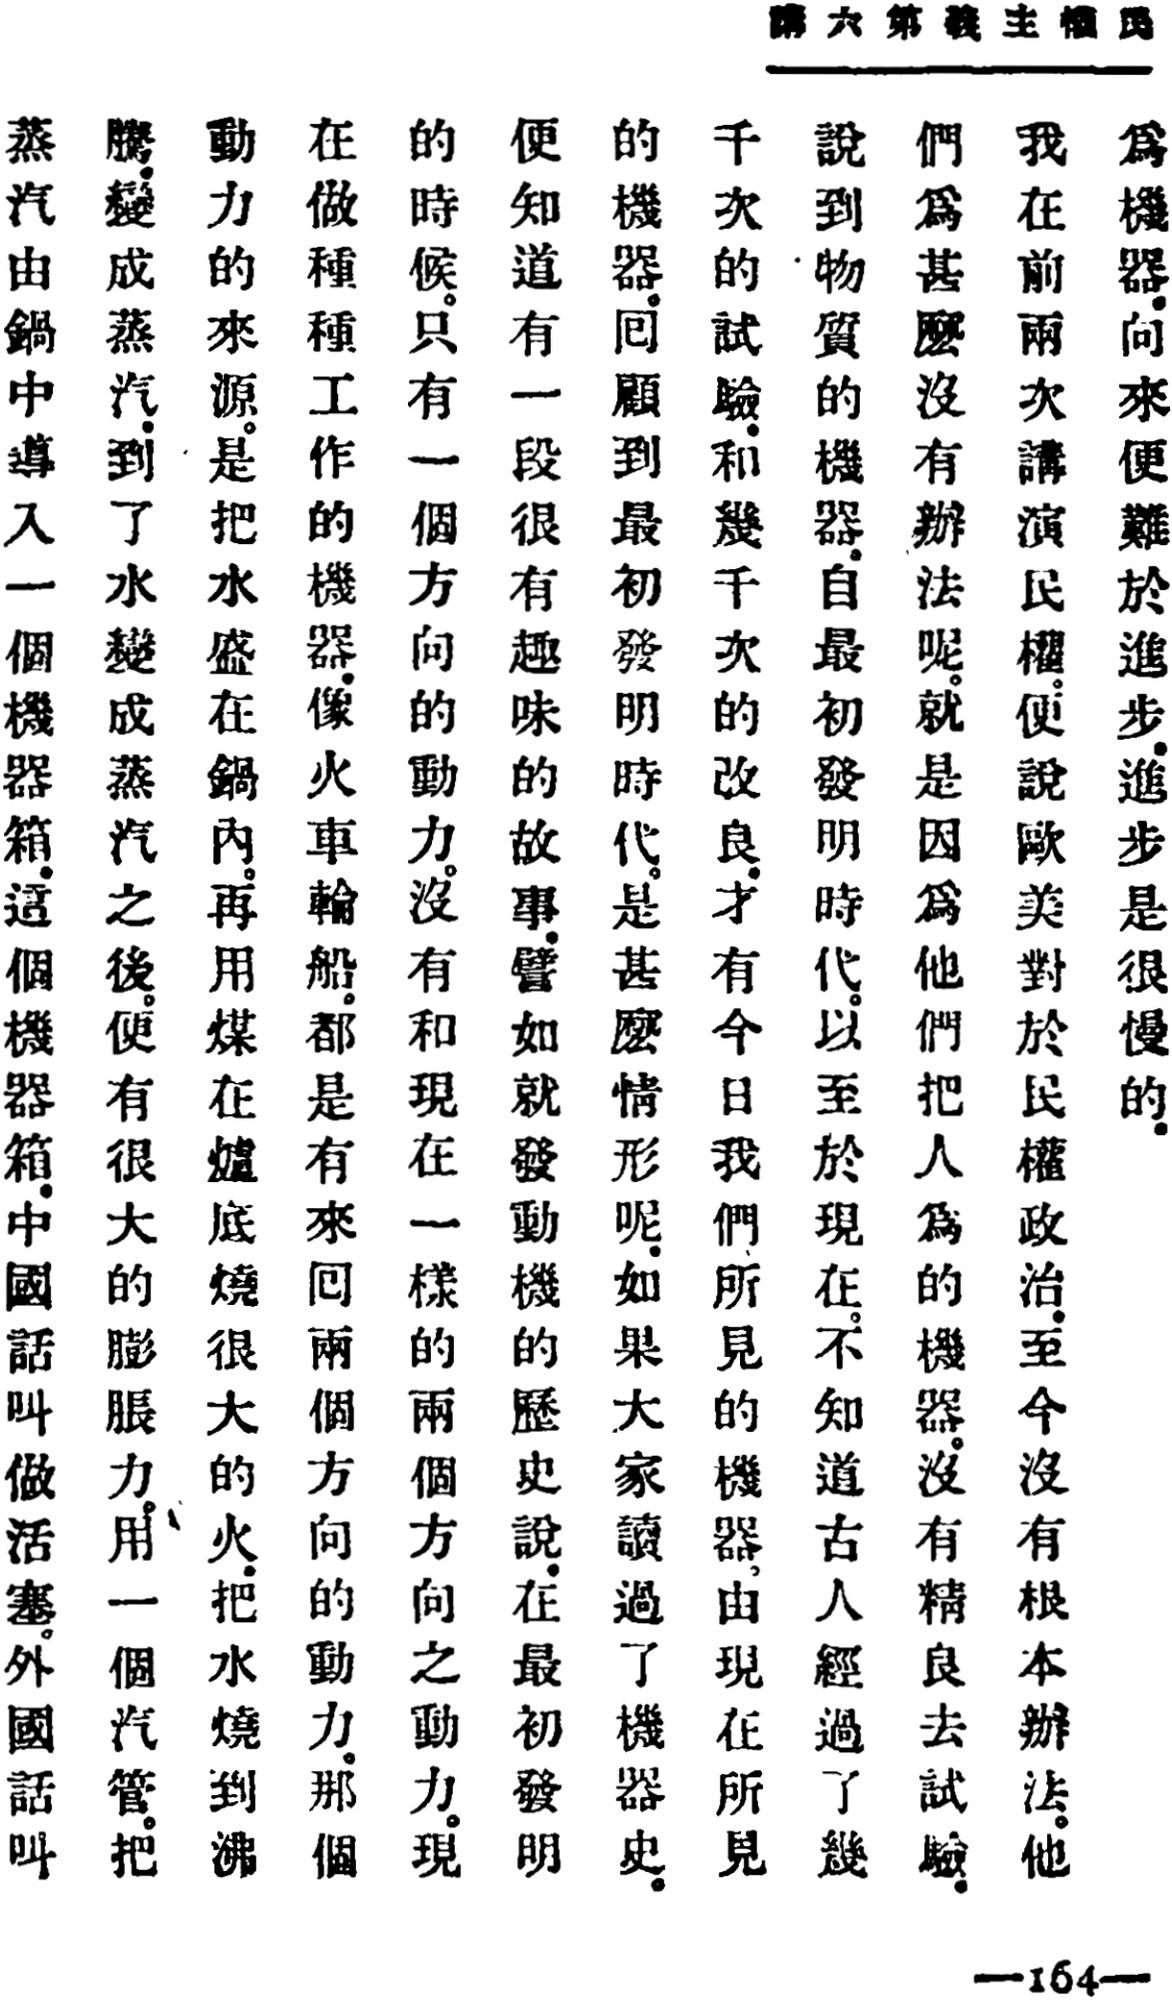 民權主義第六講
爲機器．向來便難於進步．進步是很慢的．
我在前兩次講演民權。便說歐美對於民權政治．至今沒有根本辦法。他
們爲甚麽沒有辦法呢。就是因爲他們把人爲的機器。沒有精良去試驗．
說到物質的機器．自最初發明時代。以至於現在。不知道古人經過了幾
千次的試驗．和幾千次的改良．才有今日我們所見的機器。由現在所見
的機器。回顧到最初發明時代。是甚麽情形呢．如果大家讀過了機器史．
便知道有一段很有趣味的故事．譬如就發動機的歷史說．在最初發明
的時候。只有一個方向的動力。沒有和現在一樣的兩個方向之動力。現
在做種種工作的機器．像火車輪船。都是有來回兩個方向的動力。那個
動力的來源。是把水盛在鍋內。再用煤在爐底燒很大的火．把水燒到沸
騰．變成蒸汽．到了水變成蒸汽之後。便有很大的膨脹力。用一個汽管。把
蒸汽由鍋中導入一個機器箱．這個機器箱．中國話叫做活塞。外國話叫
—164—